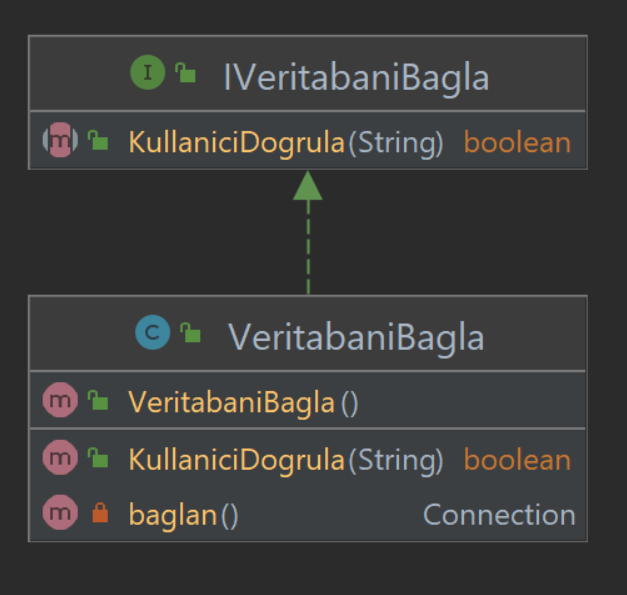 I IVeritabaniBagla
m KullaniciDogrula(String) boolean
C VeritabaniBagla
m VeritabaniBagla()
m KullaniciDogrula(String) boolean
m baglan() Connection